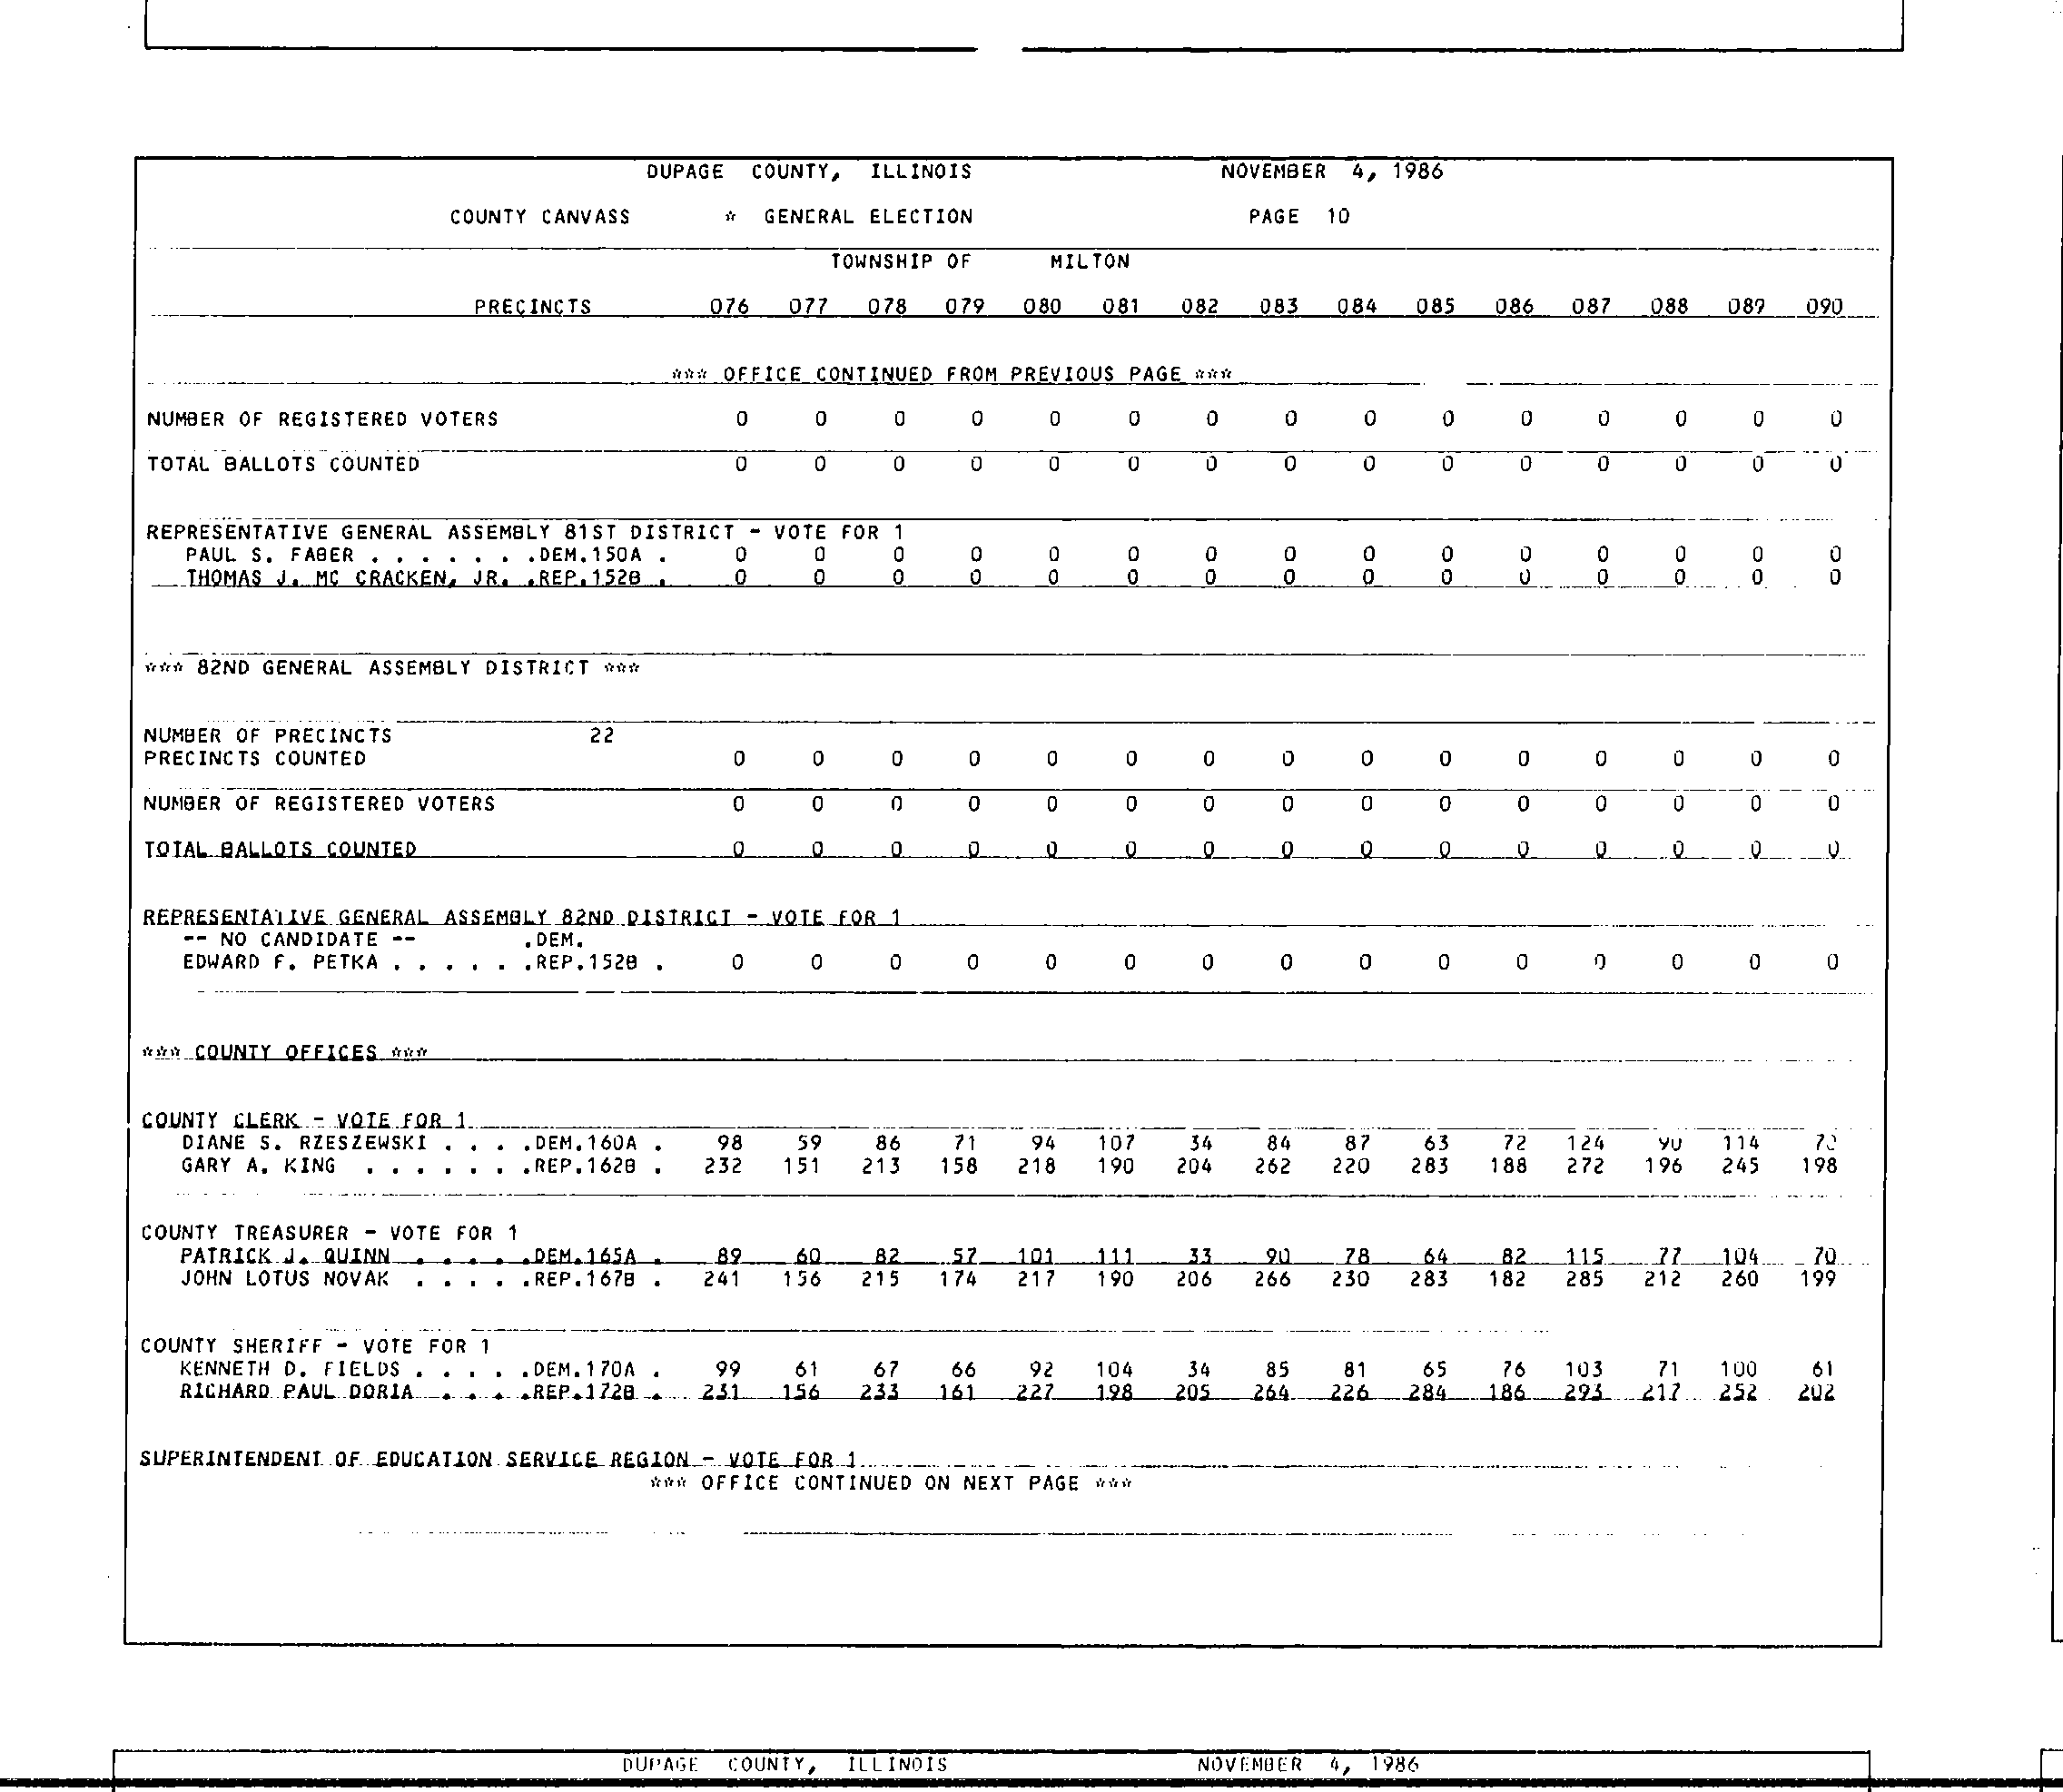 DUPAGE COUNTY, ILLINOIS NOVEMBER 4, 1986
COUNTY CANVASS * GENERAL ELECTION PAGE 10
TOWNSHIP OF MILTON
PRECINCTS 076 077 078 079 080 081 082 083 084 085 086 087 088 089 090
*** OFFICE CONTINUED FROM PREVIOUS PAGE ***
NUMBER OF REGISTERED VOTERS 0 0 0 0 0 0 0 0 0 0 0 0 0 0 0
TOTAL BALLOTS COUNTED 0 0 0 0 0 0 0 0 0 0 0 0 0 0 0
REPRESENTATIVE GENERAL ASSEMBLY 81ST DISTRICT - VOTE FOR 1
PAUL S. FABER . . . . . . .DEM.150A . 0 0 0 0 0 0 0 0 0 0 0 0 0 0 0
THOMAS J. MC CRACKEN, JR. .REP.152B . 0 0 0 0 0 0 0 0 0 0 0 0 0 0 0
*** 82ND GENERAL ASSEMBLY DISTRICT ***
NUMBER OF PRECINCTS 22
PRECINCTS COUNTED 0 0 0 0 0 0 0 0 0 0 0 0 0 0 0
NUMBER OF REGISTERED VOTERS 0 0 0 0 0 0 0 0 0 0 0 0 0 0 0
TOTAL BALLOTS COUNTED 0 0 0 0 0 0 0 0 0 0 0 0 0 0 0
REPRESENTATIVE GENERAL ASSEMBLY 82ND DISTRICT - VOTE FOR 1
-- NO CANDIDATE -- .DEM.
EDWARD F. PETKA . . . . . .REP.152B . 0 0 0 0 0 0 0 0 0 0 0 0 0 0 0
*** COUNTY OFFICES ***
COUNTY CLERK - VOTE FOR 1
DIANE S. RZESZEWSKI . . . .DEM.160A . 98 59 86 71 94 107 34 84 87 63 72 124 90 114
GARY A. KING . . . . . . .REP.162B . 232 151 213 158 218 190 204 262 220 283 188 272 196 245 198
COUNTY TREASURER - VOTE FOR 1
PATRICK J. QUINN . . . . .DEM.165A . 89 60 82 57 101 111 33 90 78 64 82 115 77 104 70
JOHN LOTUS NOVAK . . . . .REP.167B . 241 156 215 174 217 190 206 266 230 283 182 285 212 260 199
COUNTY SHERIFF - VOTE FOR 1
KENNETH D. FIELDS . . . . .DEM.170A . 99 61 67 66 92 104 34 85 81 65 76 103 71 100 61
RICHARD PAUL DORIA . . . .REP.172B . 231 156 233 161 227 198 205 264 226 284 186 293 217 252 202
SUPERINTENDENT OF EDUCATION SERVICE REGION - VOTE FOR 1
*** OFFICE CONTINUED ON NEXT PAGE ***
DUPAGE COUNTY, ILLINOIS NOVEMBER 4, 1986